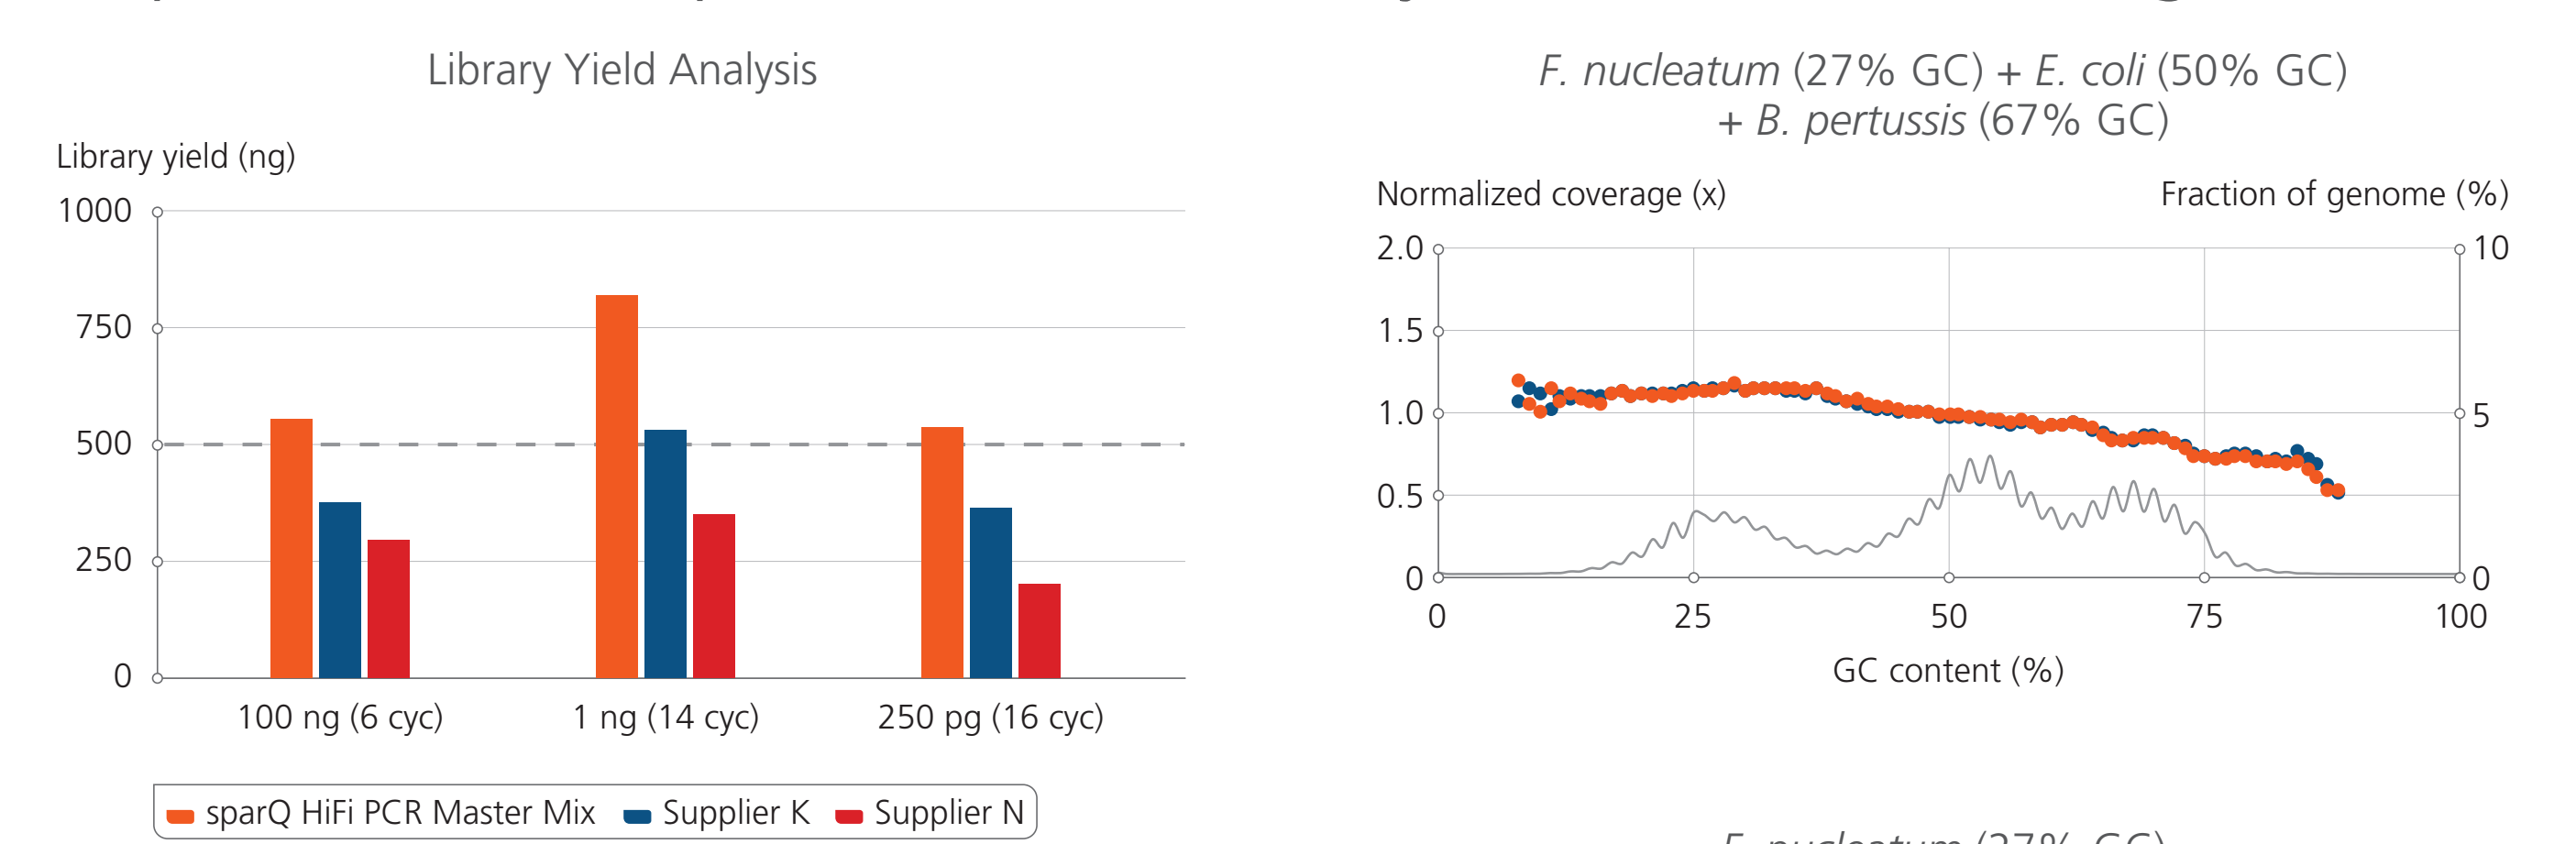 Library Yield Analysis
Library yield (ng)
1000
750
500
250
0
100 ng (6 cyc)
1 ng (14 cyc)
250 pg (16 cyc)
sparQ HiFi PCR Master Mix
Supplier K
Supplier N
F. nucleatum (27% GC) + E. coli (50% GC)
+ B. pertussis (67% GC)
Normalized coverage (x)
Fraction of genome (%)
2.0
1.5
1.0
0.5
0
10
5
0
0
25
50
75
100
GC content (%)
F. nucleatum (27% GC)